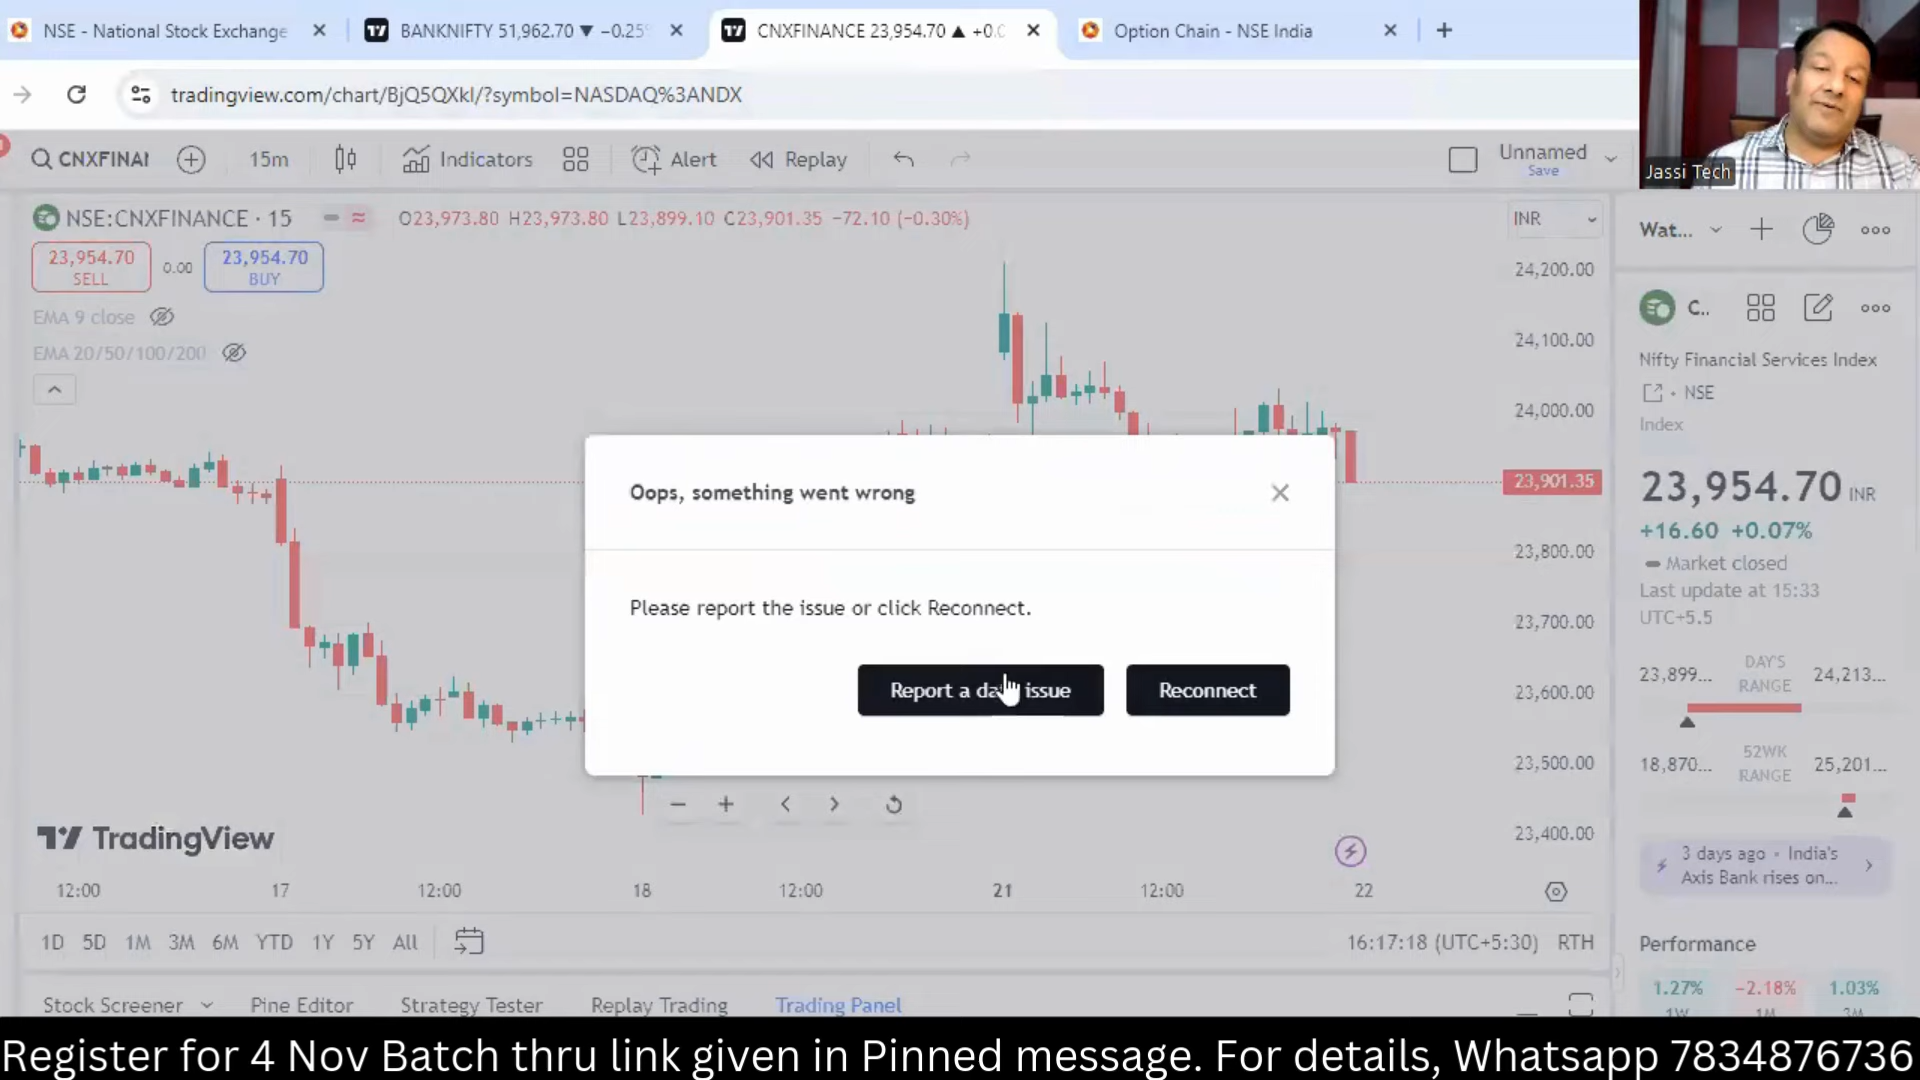 NSE - National Stock Exchange
BANKNIFTY 51,962.70 ▼ −0.25
CNXFINANCE 23,954.70 ▲ +0.0
Option Chain - NSE India
tradingview.com/chart/BjQ5QXkI/?symbol=NASDAQ%3ANDX
Jassi Tech
CNXFINAI
15m
Indicators
Alert
Replay
Unnamed
Save
NSE:CNXFINANCE · 15
O23,973.80 H23,973.80 L23,899.10 C23,901.35 −72.10 (−0.30%)
INR
Wat...
23,954.70
SELL
0.00
23,954.70
BUY
EMA 9 close
EMA 20/50/100/200
24,200.00
24,100.00
24,000.00
23,901.35
23,800.00
23,700.00
23,600.00
23,500.00
23,400.00
C..
Nifty Financial Services Index
NSE
Index
23,954.70 INR
+16.60 +0.07%
Market closed
Last update at 15:33
UTC+5.5
23,899... DAY'S RANGE 24,213...
18,870... 52WK RANGE 25,201...
3 days ago · India's
Axis Bank rises on...
Performance
1.27% −2.18% 1.03%
1W 1M 3M
Oops, something went wrong
Please report the issue or click Reconnect.
Report a da issue
Reconnect
TradingView
12:00 17 12:00 18 12:00 21 12:00 22
1D 5D 1M 3M 6M YTD 1Y 5Y All
16:17:18 (UTC+5:30) RTH
Stock Screener Pine Editor Strategy Tester Replay Trading Trading Panel
Register for 4 Nov Batch thru link given in Pinned message. For details, Whatsapp 7834876736